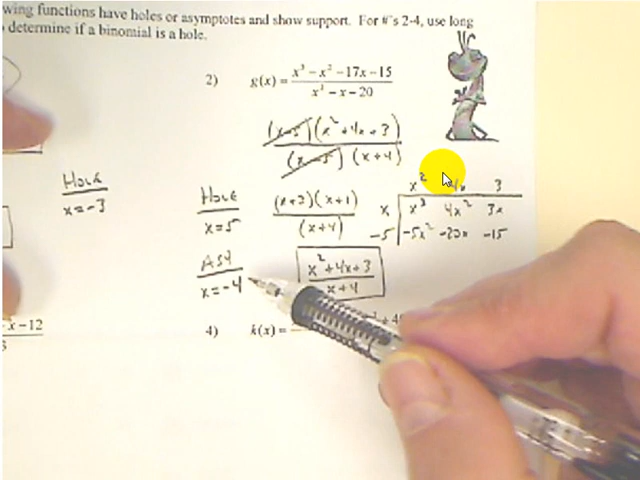 wing functions have holes or asymptotes and show support. For #'s 2-4, use long
determine if a binomial is a hole.
2) g(x) = (x³ - x² - 17x - 15) / (x² - x - 20)
(x-5)(x²+4x+3)
(x-5)(x+4)
Hole
x=-3
Hole
x=5
(x+3)(x+1)
(x+4)
x² 4x 3
x x³ 4x² 3x
-5 -5x² -20x -15
ASY
x=-4
x²+4x+3
x+4
x-12
3
4) k(x) =